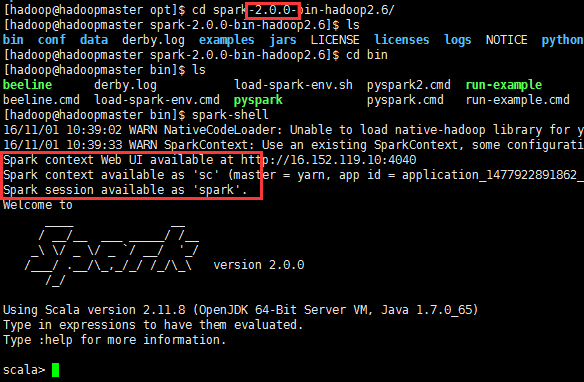 [hadoop@hadoopmaster opt]$ cd spark-2.0.0-bin-hadoop2.6/
[hadoop@hadoopmaster spark-2.0.0-bin-hadoop2.6]$ ls
bin conf data derby.log examples jars LICENSE licenses logs NOTICE python
[hadoop@hadoopmaster spark-2.0.0-bin-hadoop2.6]$ cd bin
[hadoop@hadoopmaster bin]$ ls
beeline derby.log load-spark-env.sh pyspark2.cmd run-example
beeline.cmd load-spark-env.cmd pyspark pyspark.cmd run-example.cmd
[hadoop@hadoopmaster bin]$ spark-shell
16/11/01 10:39:02 WARN NativeCodeLoader: Unable to load native-hadoop library for y
16/11/01 10:39:33 WARN SparkContext: Use an existing SparkContext, some configurati
Spark context Web UI available at http://16.152.119.10:4040
Spark context available as 'sc' (master = yarn, app id = application_1477922891862_
Spark session available as 'spark'.
Welcome to
      ____              __
     / __/__  ___ _____/ /__
    _\ \/ _ \/ _ `/ __/  '_/
   /___/ .__/\_,_/_/ /_/\_\   version 2.0.0
      /_/
Using Scala version 2.11.8 (OpenJDK 64-Bit Server VM, Java 1.7.0_65)
Type in expressions to have them evaluated.
Type :help for more information.
scala>